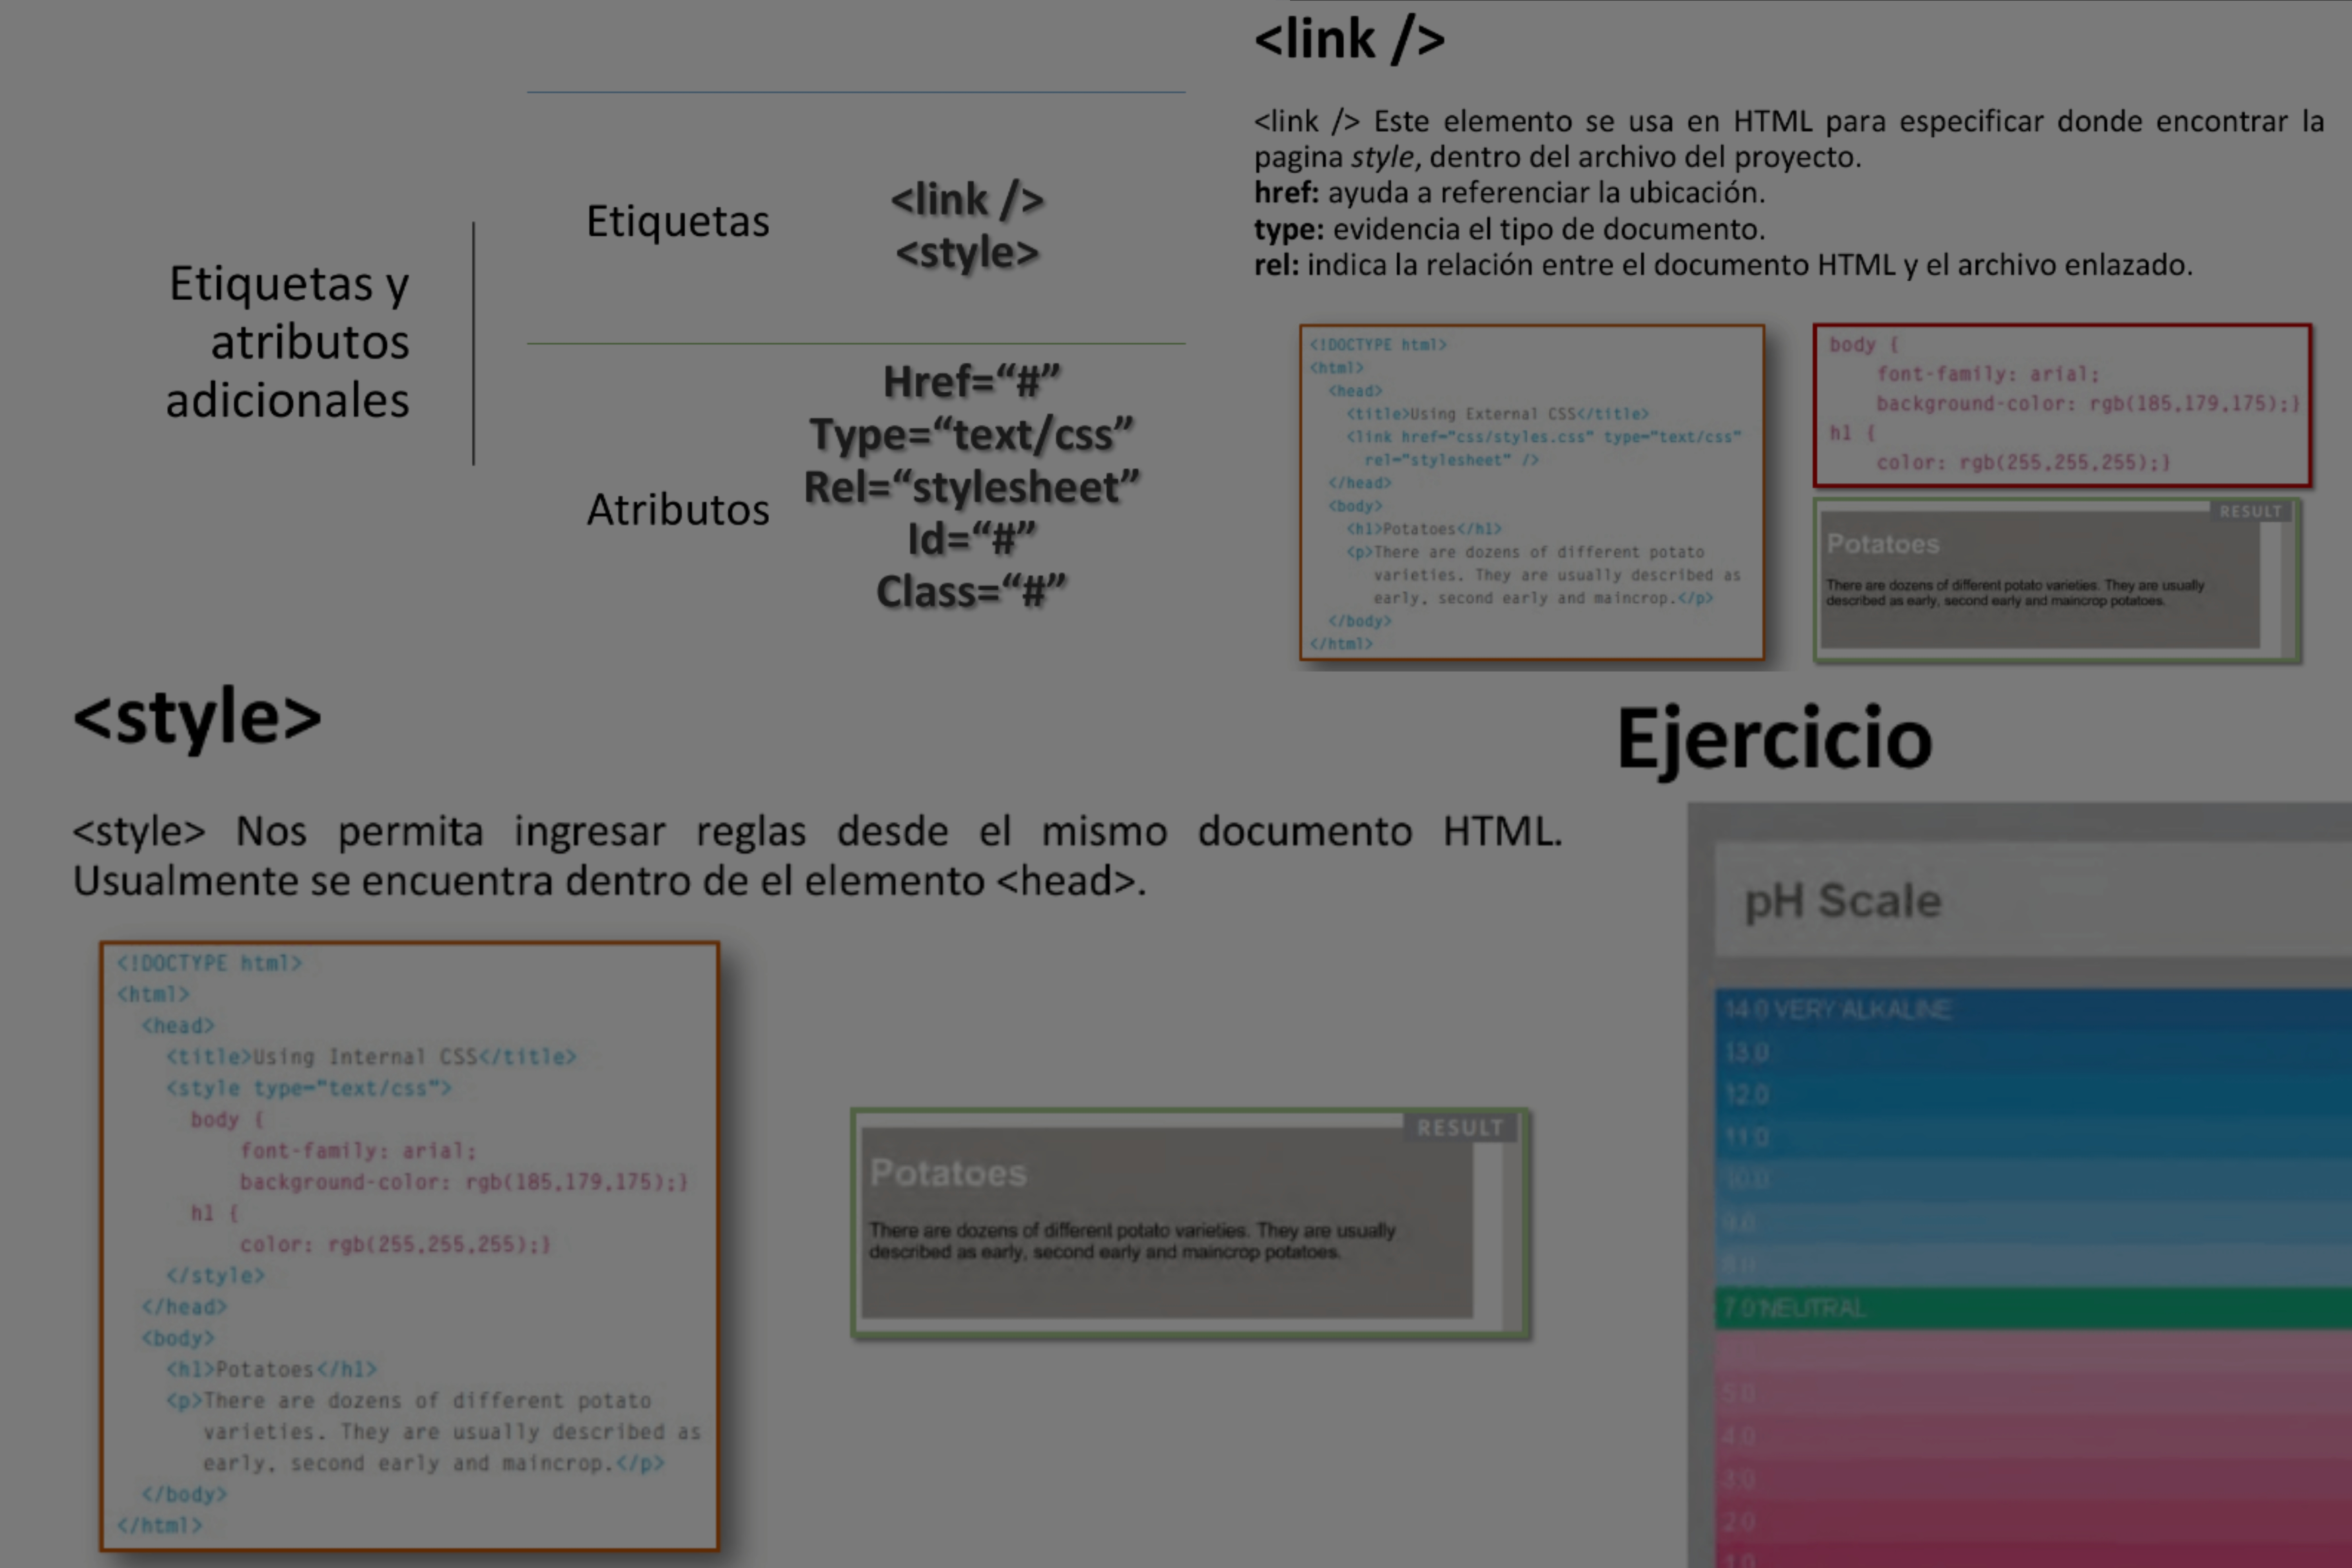 Etiquetas y
atributos
adicionales
Etiquetas
<link />
<style>
Atributos
Href=“#”
Type=“text/css”
Rel=“stylesheet”
Id=“#”
Class=“#”
<link />
<link /> Este elemento se usa en HTML para especificar donde encontrar la
pagina style, dentro del archivo del proyecto.
href: ayuda a referenciar la ubicación.
type: evidencia el tipo de documento.
rel: indica la relación entre el documento HTML y el archivo enlazado.
<!DOCTYPE html>
<html>
<head>
<title>Using External CSS</title>
<link href="css/styles.css" type="text/css"
rel="stylesheet" />
</head>
<body>
<h1>Potatoes</h1>
<p>There are dozens of different potato
varieties. They are usually described as
early, second early and maincrop.</p>
</body>
</html>
body {
font-family: arial;
background-color: rgb(185,179,175);}
h1 {
color: rgb(255,255,255);}
RESULT
Potatoes
There are dozens of different potato varieties. They are usually
described as early, second early and maincrop potatoes.
<style>
<style> Nos permita ingresar reglas desde el mismo documento HTML.
Usualmente se encuentra dentro de el elemento <head>.
<!DOCTYPE html>
<html>
<head>
<title>Using Internal CSS</title>
<style type="text/css">
body {
font-family: arial;
background-color: rgb(185,179,175);}
h1 {
color: rgb(255,255,255);}
</style>
</head>
<body>
<h1>Potatoes</h1>
<p>There are dozens of different potato
varieties. They are usually described as
early, second early and maincrop.</p>
</body>
</html>
RESULT
Potatoes
There are dozens of different potato varieties. They are usually
described as early, second early and maincrop potatoes.
Ejercicio
pH Scale
14.0 VERY ALKALINE
13.0
12.0
11.0
10.0
9.0
8.0
7.0 NEUTRAL
5.0
4.0
3.0
2.0
1.0